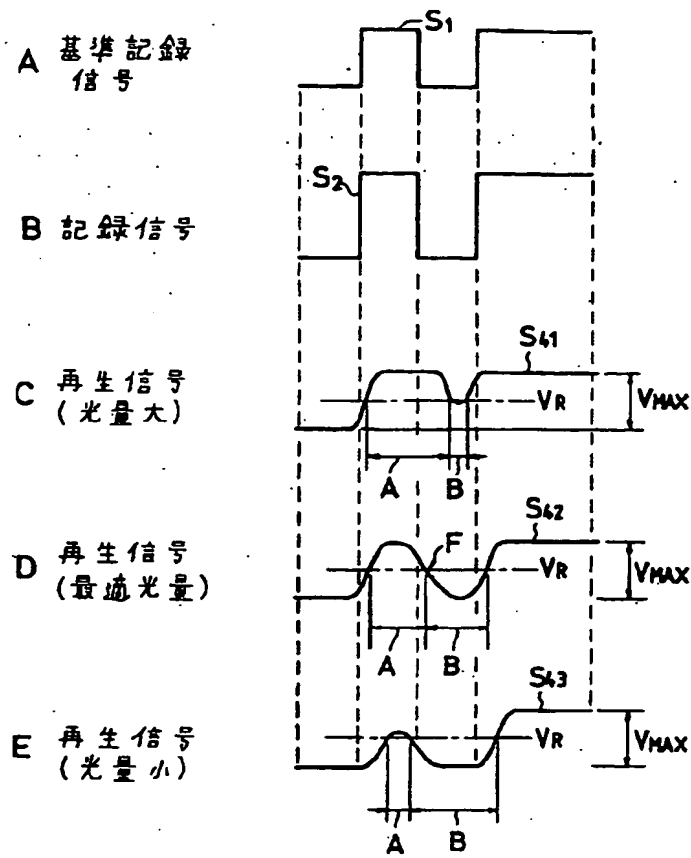 S1
A 基準記録
信号
S2
B 記録信号
S41
C 再生信号
(光量大)
VR
VMAX
A B
S42
D 再生信号
(最適光量)
F
VR
VMAX
A B
S43
E 再生信号
(光量小)
VR
VMAX
A B